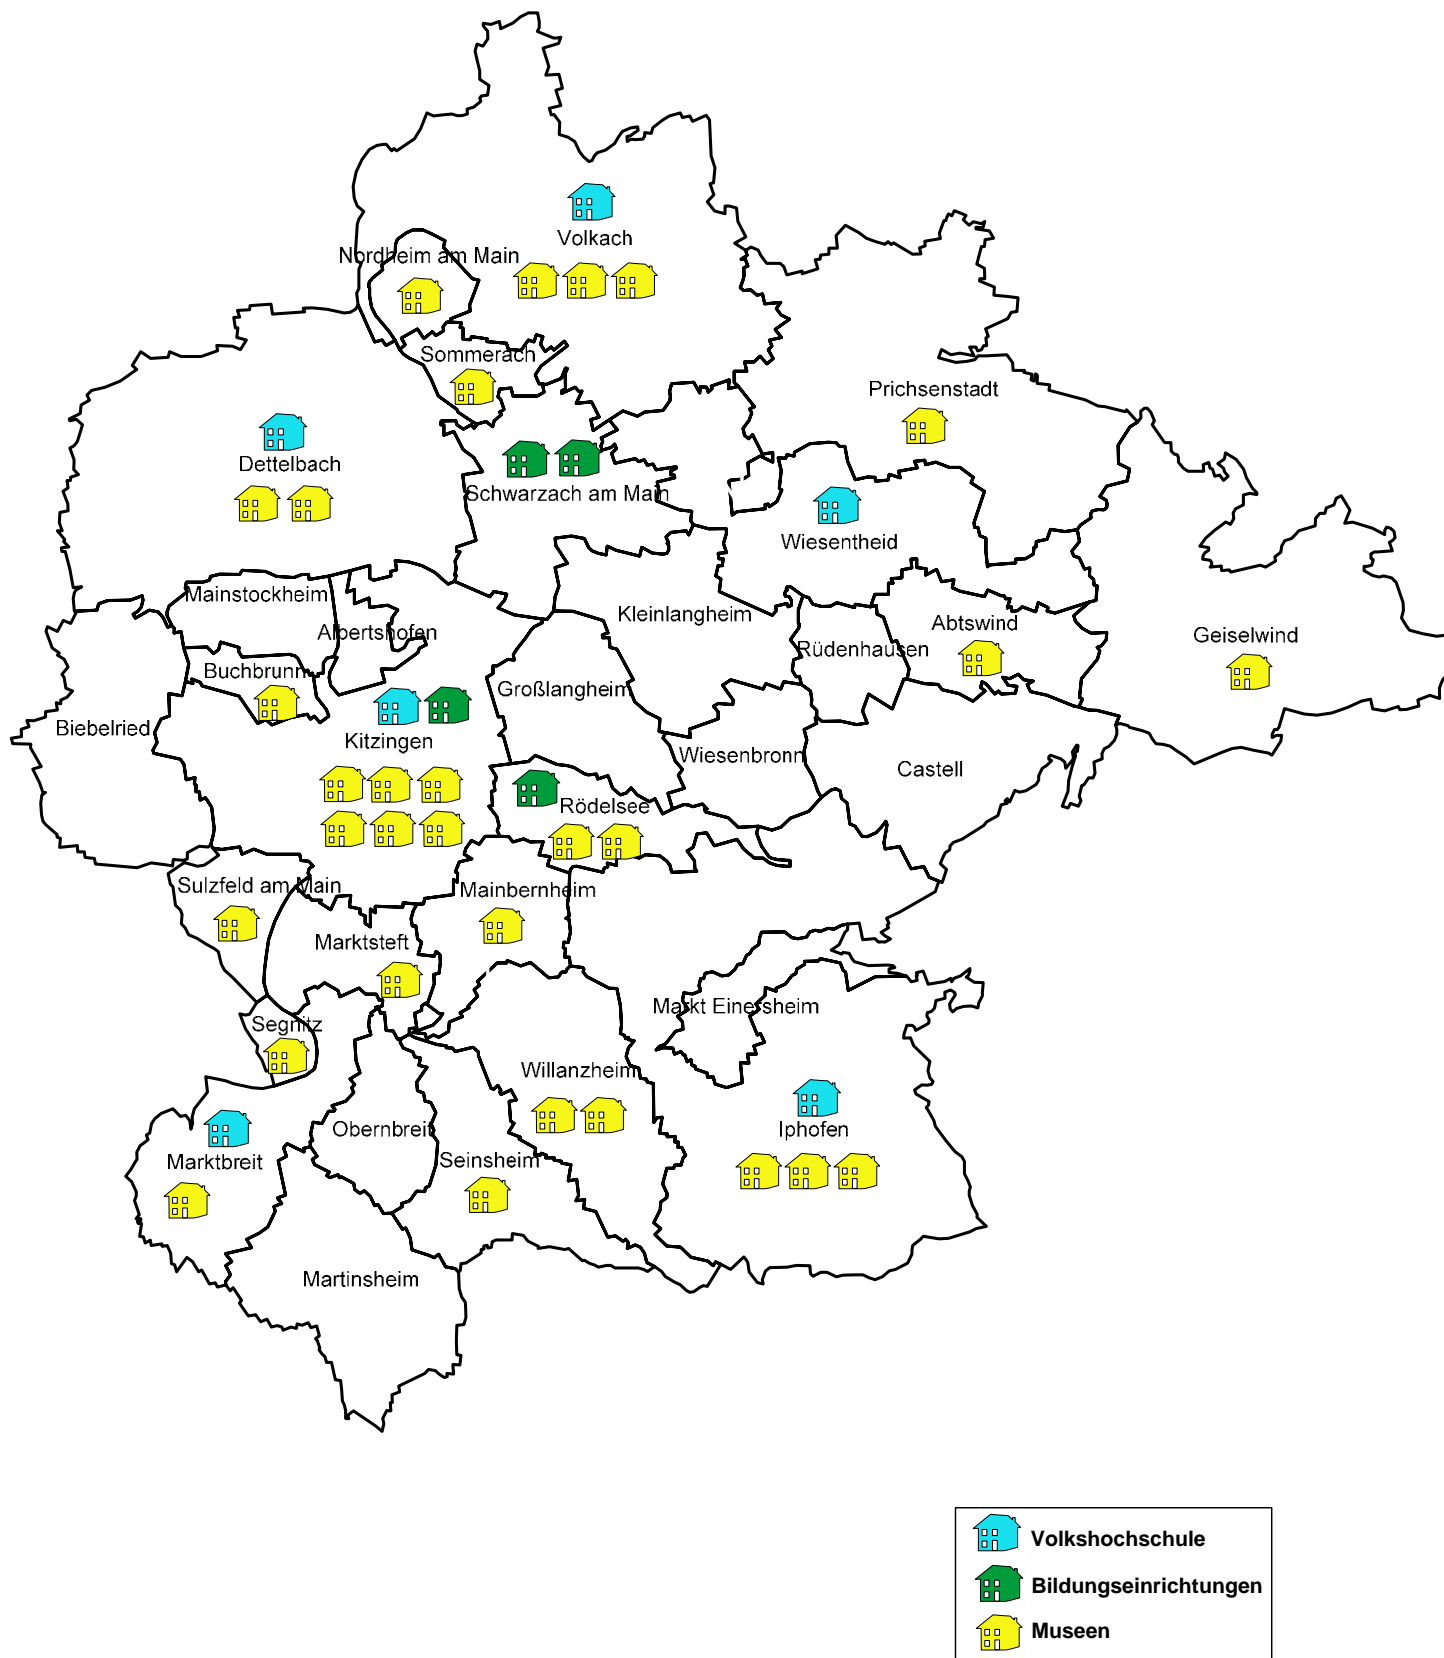 Volkach
Nordheim am Main
Sommerach
Prichsenstadt
Dettelbach
Schwarzach am Main
Wiesentheid
Mainstockheim
Kleinlangheim
Abtswind
Albertshofen
Geiselwind
Rüdenhausen
Buchbrunn
Großlangheim
Biebelried
Kitzingen
Wiesenbronn
Castell
Rödelsee
Sulzfeld am Main
Mainbernheim
Marktsteft
Markt Einersheim
Segnitz
Willanzheim
Obernbreit
Iphofen
Marktbreit
Seinsheim
Martinsheim
Volkshochschule
Bildungseinrichtungen
Museen